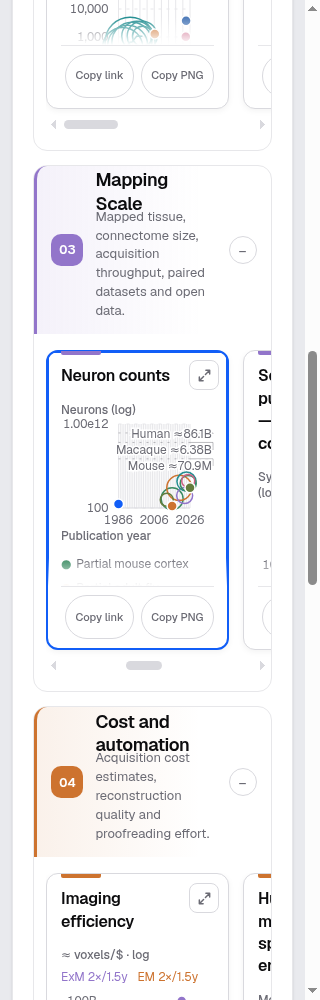 10,000
1,000
Copy link
Copy PNG
03
Mapping
Scale
Mapped tissue,
connectome size,
acquisition
throughput, paired
datasets and open
data.
–
Neuron counts
Neurons (log)
1.00e12
Human ≈86.1B
Macaque ≈6.38B
Mouse ≈70.9M
100
1986 2006 2026
Publication year
Partial mouse cortex
Copy link
Copy PNG
04
Cost and
automation
Acquisition cost
estimates,
reconstruction
quality and
proofreading effort.
–
Imaging
efficiency
≈ voxels/$ · log
ExM 2×/1.5y EM 2×/1.5y
100B